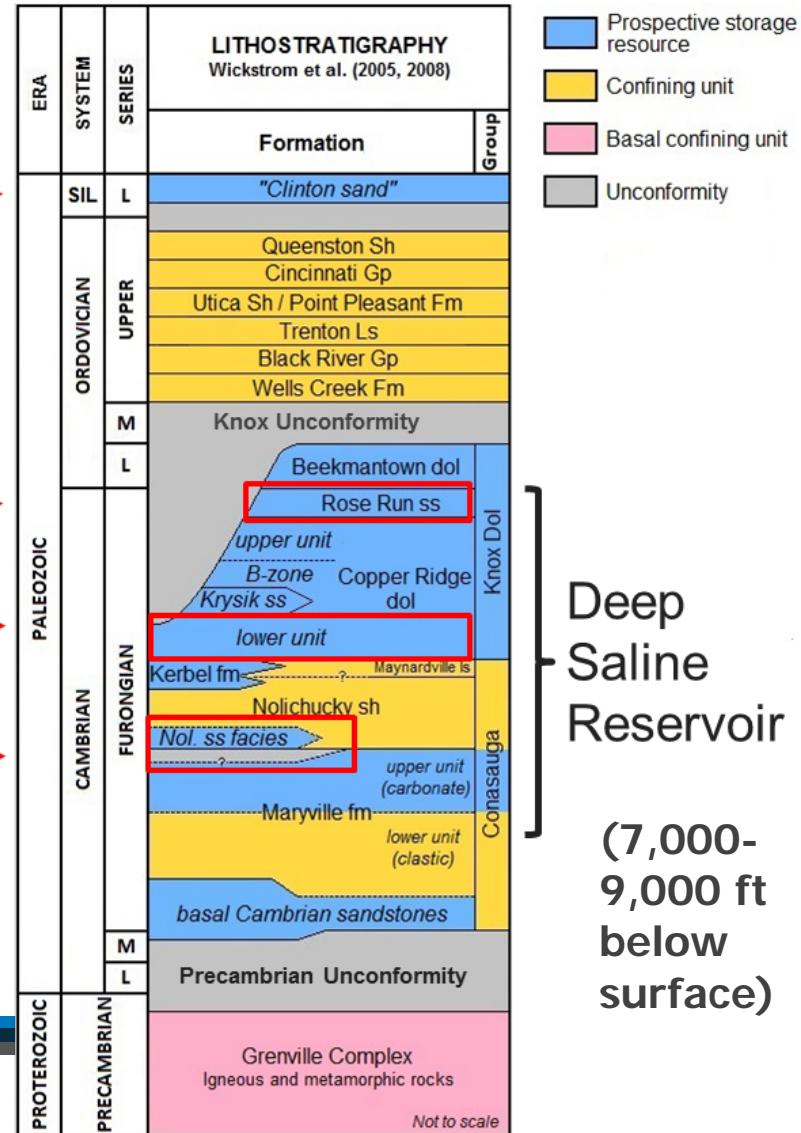 LITHOSTRATIGRAPHY
Wickstrom et al. (2005, 2008)
ERA
SYSTEM
SERIES
Formation
Group
Prospective storage
resource
Confining unit
Basal confining unit
Unconformity
SIL
L
"Clinton sand"
PALEOZOIC
ORDOVICIAN
UPPER
Queenston Sh
Cincinnati Gp
Utica Sh / Point Pleasant Fm
Trenton Ls
Black River Gp
Wells Creek Fm
M
Knox Unconformity
L
Beekmantown dol
CAMBRIAN
FURONGIAN
Rose Run ss
upper unit
B-zone
Copper Ridge
dol
Krysik ss
lower unit
Knox Dol
Kerbel fm
Maynardville ls
?
Nolichucky sh
Nol. ss facies
?
upper unit
(carbonate)
Maryville fm
lower unit
(clastic)
Conasauga
basal Cambrian sandstones
M
L
Precambrian Unconformity
PROTEROZOIC
PRECAMBRIAN
Grenville Complex
Igneous and metamorphic rocks
Not to scale
Deep
Saline
Reservoir
(7,000-
9,000 ft
below
surface)